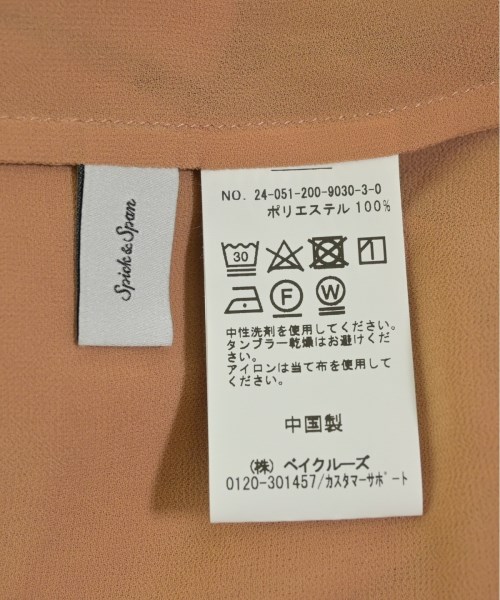 Spick & Span
NO. 24-051-200-9030-3-0
ポリエステル 100%
30
F
W
中性洗剤を使用してください。
タンブラー乾燥はお避けくださ
い。
アイロンは当て布を使用して
ください。
中国製
(株) ベイクルーズ
0120-301457/カスタマーサポート